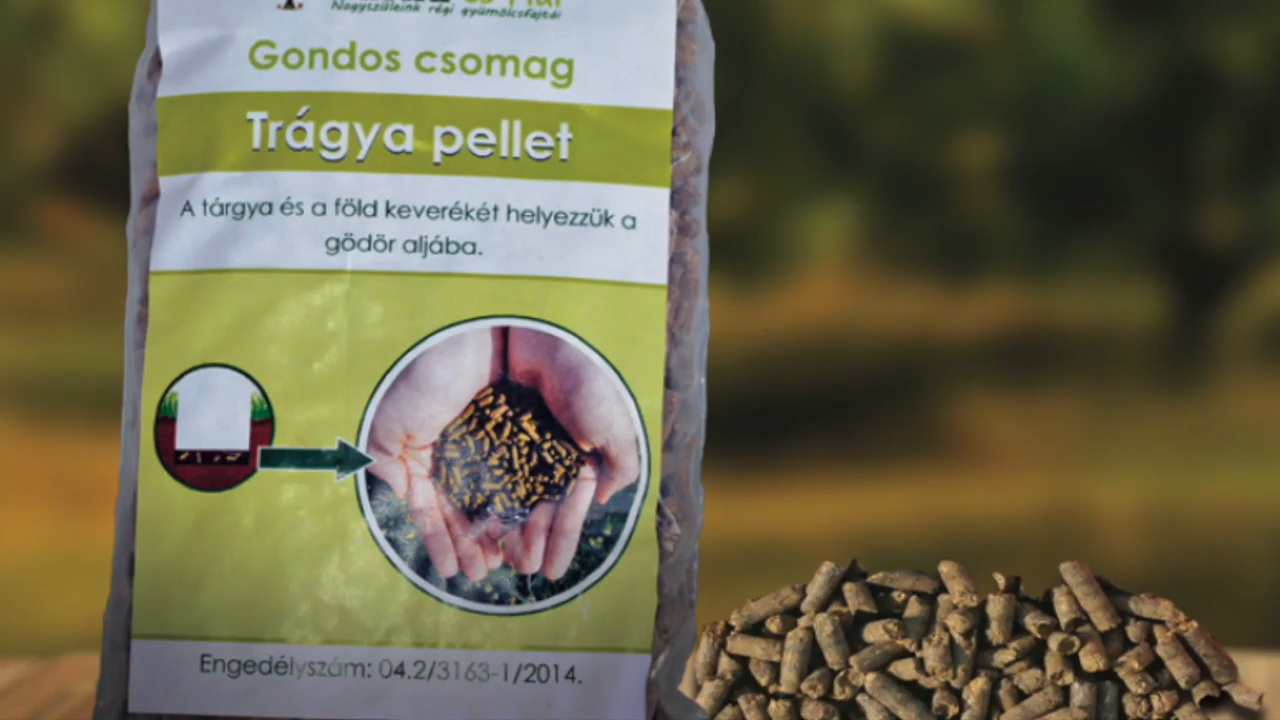 Nagyszüleink régi gyümölcsfajtái
Gondos csomag
Trágya pellet
A tárgya és a föld keverékét helyezzük a
gödör aljába.
Engedélyszám: 04.2/3163-1/2014.